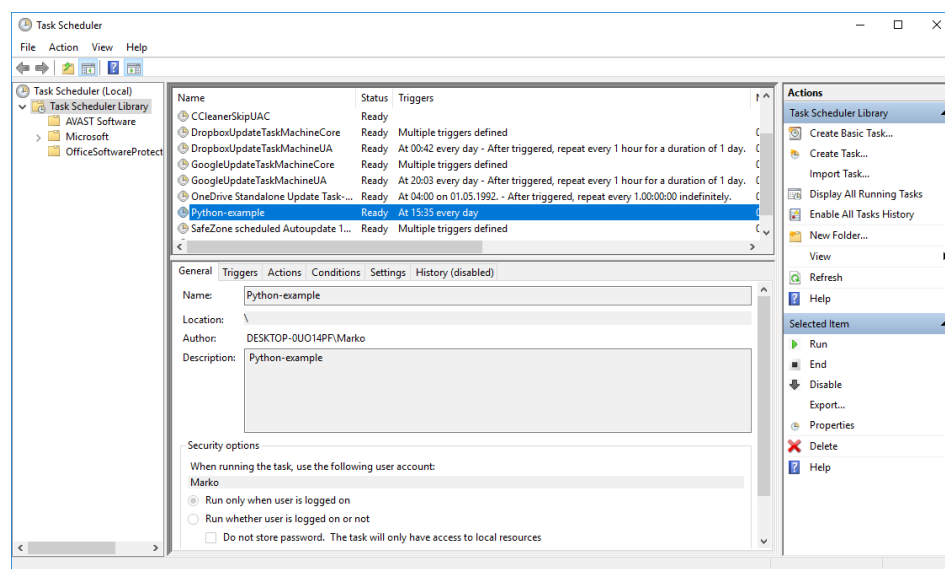 Task Scheduler
File Action View Help
Task Scheduler (Local)
Task Scheduler Library
AVAST Software
Microsoft
OfficeSoftwareProtect
Name Status Triggers
CCleanerSkipUAC Ready
DropboxUpdateTaskMachineCore Ready Multiple triggers defined
DropboxUpdateTaskMachineUA Ready At 00:42 every day - After triggered, repeat every 1 hour for a duration of 1 day.
GoogleUpdateTaskMachineCore Ready Multiple triggers defined
GoogleUpdateTaskMachineUA Ready At 20:03 every day - After triggered, repeat every 1 hour for a duration of 1 day.
OneDrive Standalone Update Task-... Ready At 04:00 on 01.05.1992. - After triggered, repeat every 1.00:00:00 indefinitely.
Python-example Ready At 15:35 every day
SafeZone scheduled Autoupdate 1... Ready Multiple triggers defined
General Triggers Actions Conditions Settings History (disabled)
Name: Python-example
Location: \
Author: DESKTOP-0UO14PF\Marko
Description: Python-example
Security options
When running the task, use the following user account:
Marko
Run only when user is logged on
Run whether user is logged on or not
Do not store password. The task will only have access to local resources
Actions
Task Scheduler Library
Create Basic Task...
Create Task...
Import Task...
Display All Running Tasks
Enable All Tasks History
New Folder...
View
Refresh
Help
Selected Item
Run
End
Disable
Export...
Properties
Delete
Help